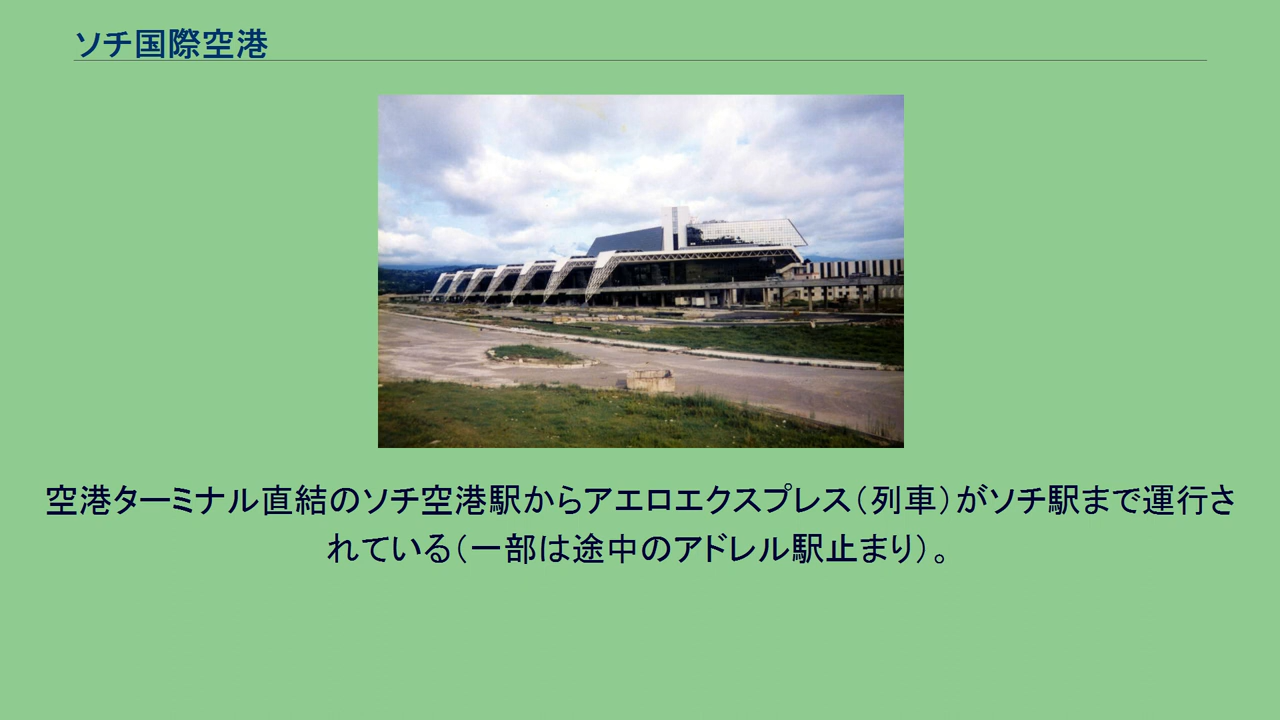 ソチ国際空港
空港ターミナル直結のソチ空港駅からアエロエクスプレス（列車）がソチ駅まで運行さ
れている（一部は途中のアドレル駅止まり）。